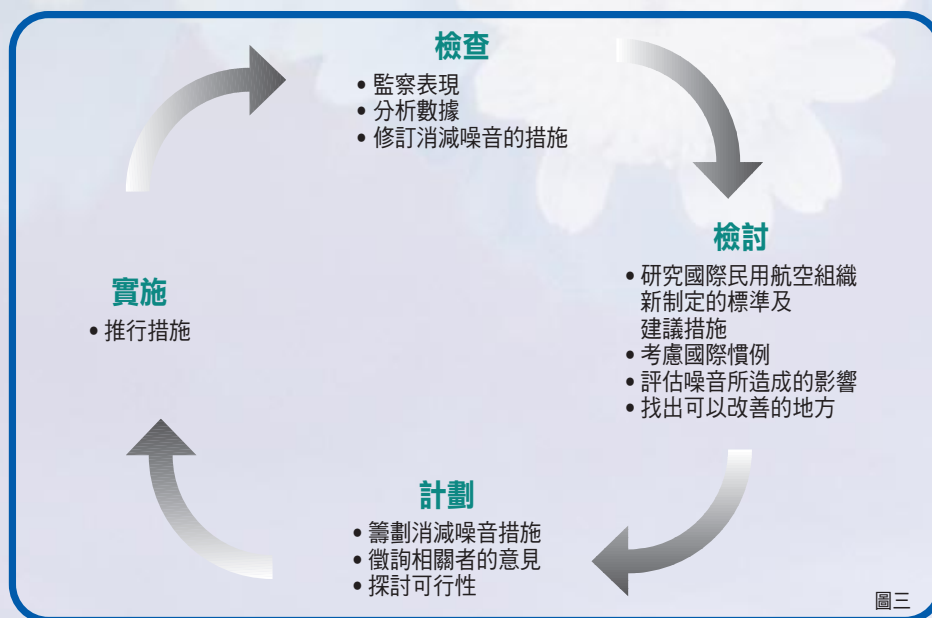 檢查
• 監察表現
• 分析數據
• 修訂消減噪音的措施
檢討
• 研究國際民用航空組織
新制定的標準及
建議措施
• 考慮國際慣例
• 評估噪音所造成的影響
• 找出可以改善的地方
計劃
• 籌劃消減噪音措施
• 徵詢相關者的意見
• 探討可行性
實施
• 推行措施
圖三